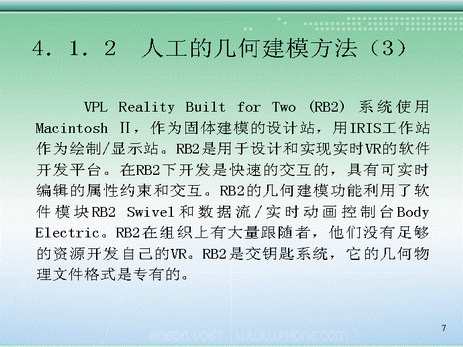 4．1．2　人工的几何建模方法（3）
VPL Reality Built for Two (RB2) 系统使用
Macintosh Ⅱ，作为固体建模的设计站，用IRIS工作站
作为绘制/显示站。RB2是用于设计和实现实时VR的软件
开发平台。在RB2下开发是快速的交互的，具有可实时
编辑的属性约束和交互。RB2的几何建模功能利用了软
件模块RB2 Swivel和数据流/实时动画控制台Body
Electric。RB2在组织上有大量跟随者，他们没有足够
的资源开发自己的VR。RB2是交钥匙系统，它的几何物
理文件格式是专有的。
7